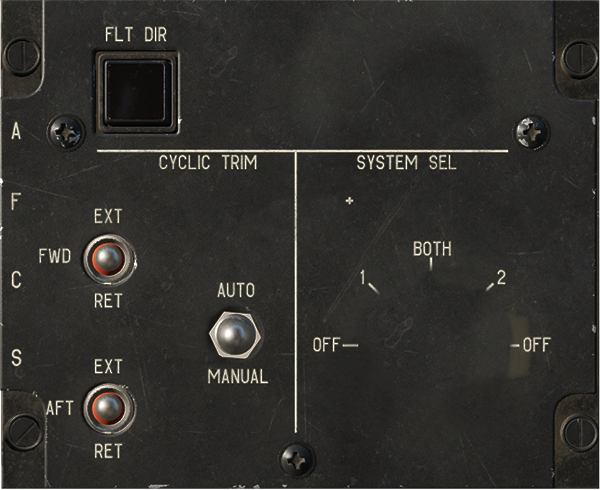 FLT DIR
AFCS
CYCLIC TRIM
SYSTEM SEL
EXT
FWD
RET
AUTO
MANUAL
EXT
AFT
RET
BOTH
1
2
OFF
OFF